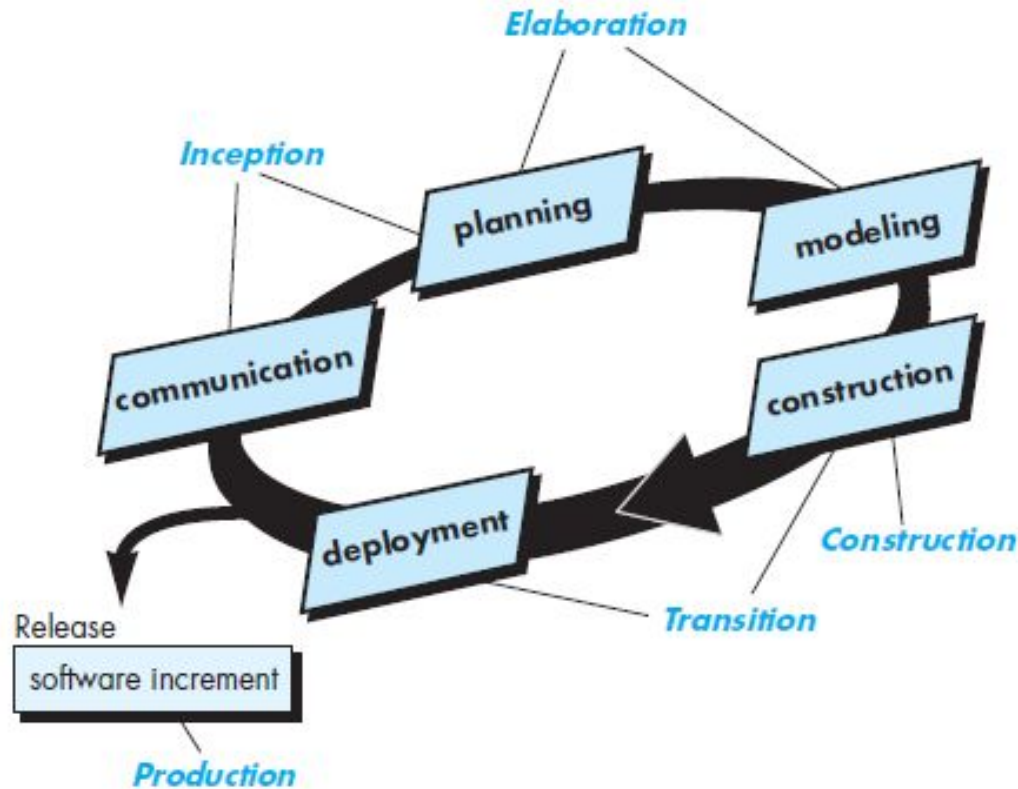 Elaboration
Inception
planning
modeling
communication
construction
deployment
Construction
Transition
Release
software increment
Production